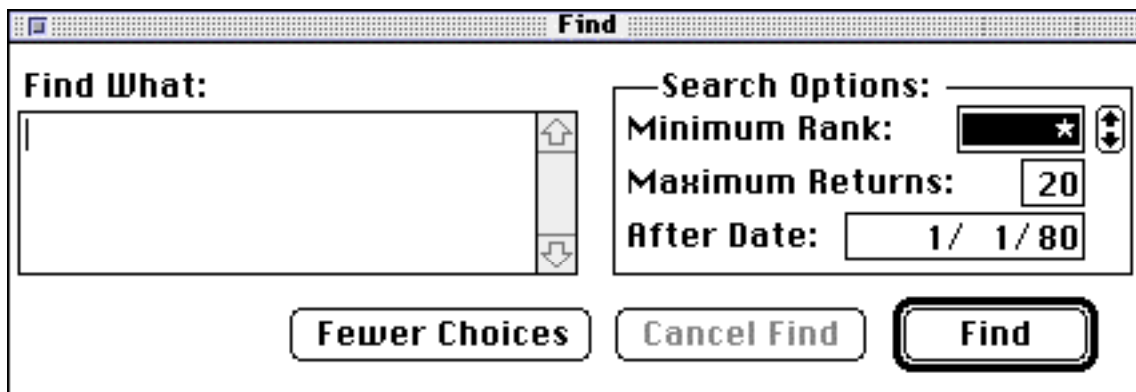 Find
Find What:
Search Options:
Minimum Rank: *
Maximum Returns: 20
After Date: 1/ 1/80
Fewer Choices Cancel Find Find